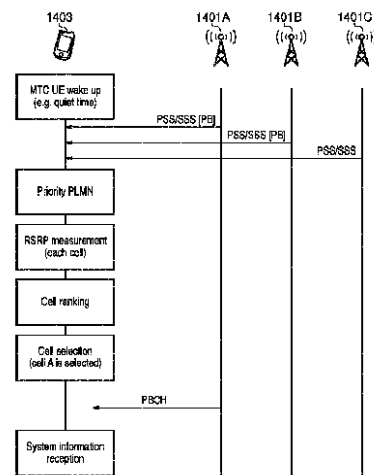 1403
1401A
1401B
1401C
MTC UE wake up
(e.g. quiet time)
PSS/SSS [PB]
PSS/SSS [PB]
PSS/SSS
Priority PLMN
RSRP measurement
(each cell)
Cell ranking
Cell selection
(cell A is selected)
PBCH
System information
reception